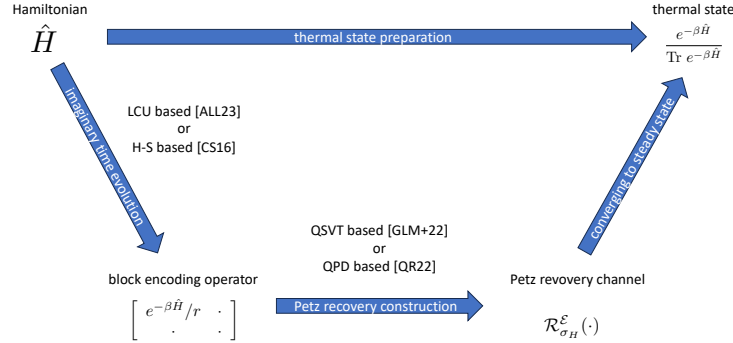 Hamiltonian
thermal state
Ĥ
thermal state preparation
e^{-βĤ}
Tr e^{-βĤ}
imaginary time evolution
LCU based [ALL23]
or
H-S based [CS16]
converging to steady state
QSVT based [GLM+22]
or
QPD based [QR22]
block encoding operator
Petz revovery channel
[ e^{-βĤ}/r · ]
[ · · ]
Petz recovery construction
R^ε_{σ_H}(·)